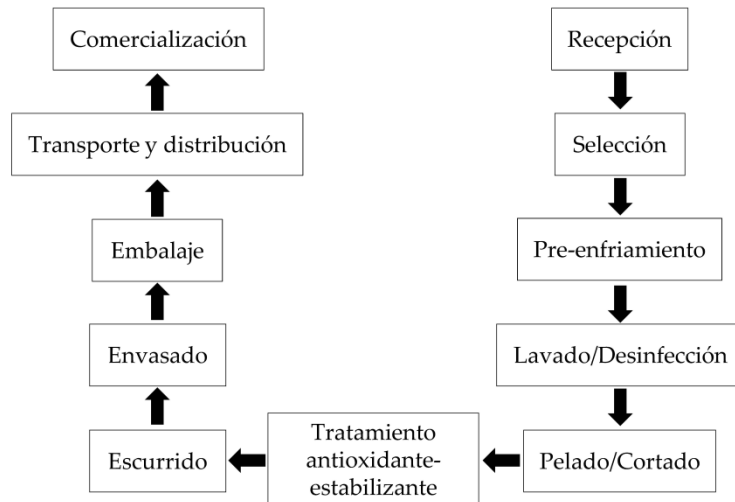 Comercialización
Recepción
Transporte y distribución
Selección
Embalaje
Pre-enfriamiento
Envasado
Lavado/Desinfección
Escurrido
Tratamiento
antioxidante-
estabilizante
Pelado/Cortado